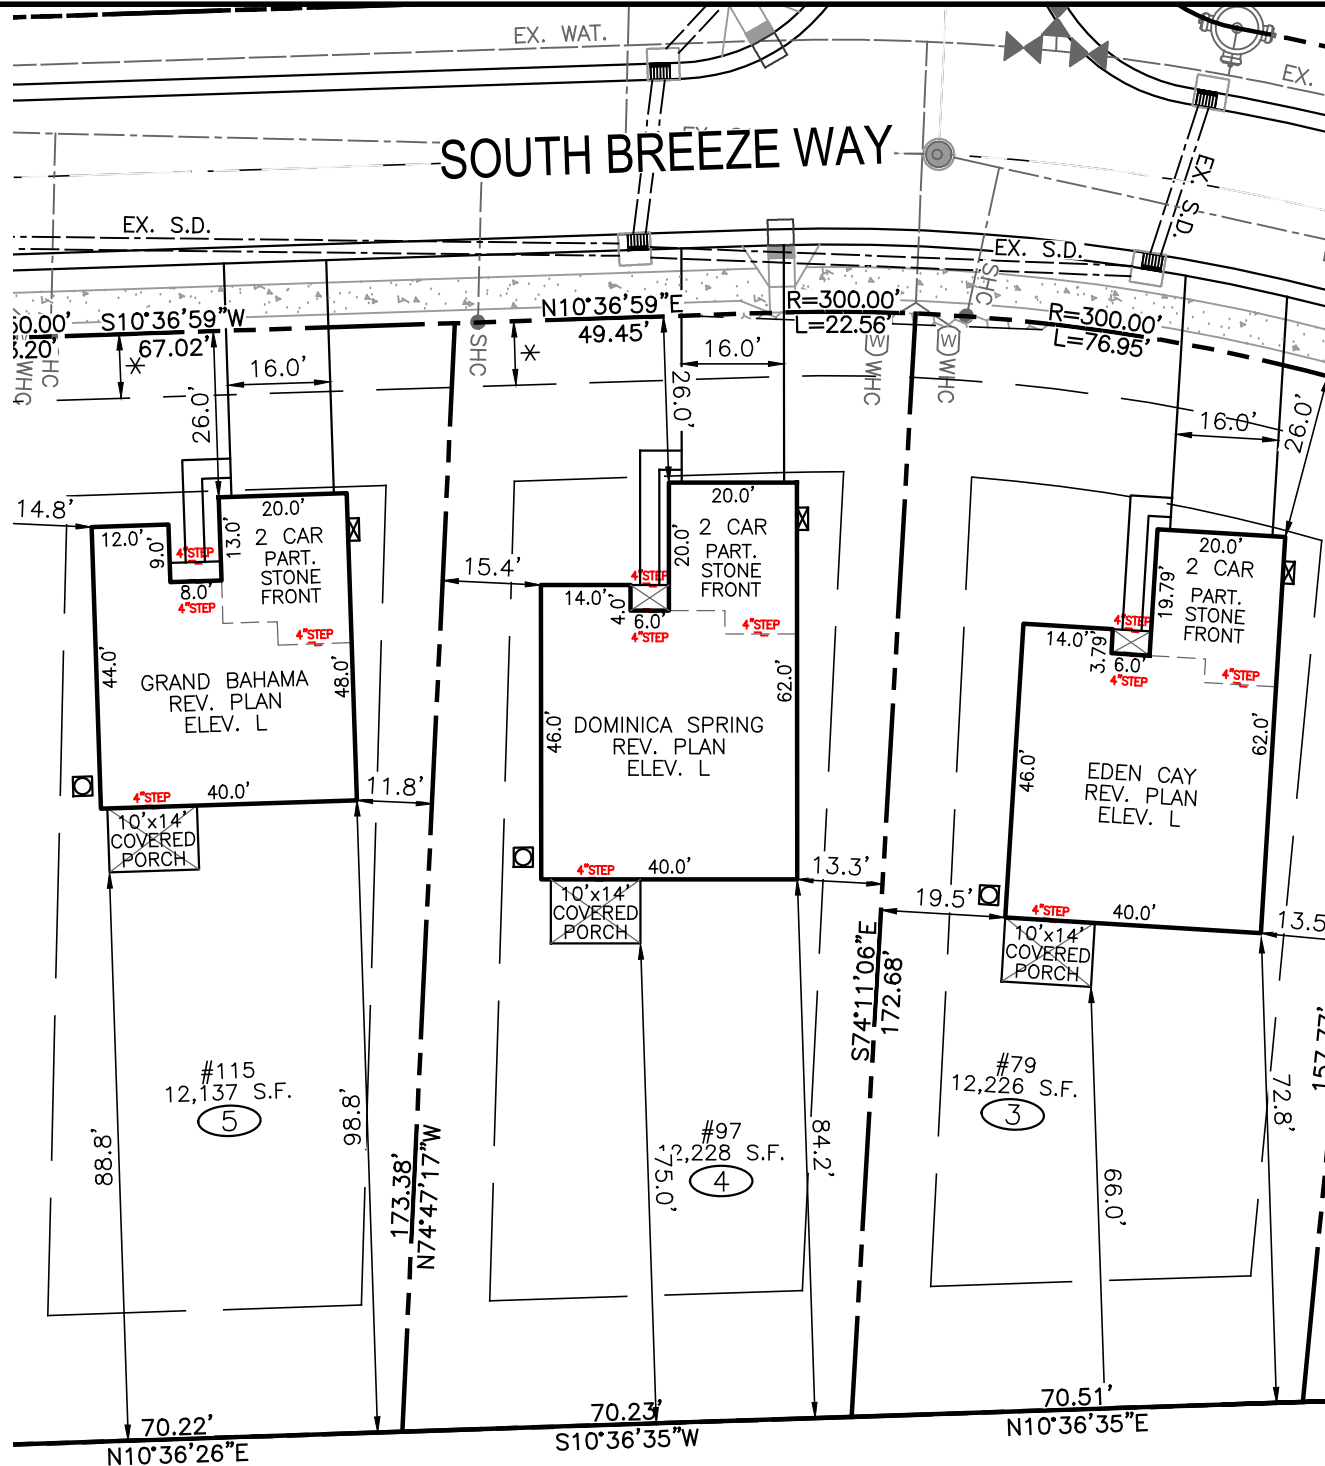 EX. WAT.
EX.
SOUTH BREEZE WAY
EX. S.D.
EX. S.D.
EX. S.D.
50.00'
3.20'
S10°36'59"W
67.02'
N10°36'59"E
49.45'
R=300.00'
L=22.56'
R=300.00'
L=76.95'
WHC
SHC
SHC
W
WHC
W
WHC
SHC
*
*
16.0'
26.0'
16.0'
26.0'
16.0'
26.0'
14.8'
12.0'
9.0'
4"STEP
8.0'
4"STEP
13.0'
20.0'
2 CAR
PART.
STONE
FRONT
4"STEP
44.0'
48.0'
GRAND BAHAMA
REV. PLAN
ELEV. L
4"STEP
40.0'
11.8'
10'x14'
COVERED
PORCH
15.4'
14.0'
4.0'
4"STEP
6.0'
4"STEP
20.0'
20.0'
2 CAR
PART.
STONE
FRONT
4"STEP
46.0'
62.0'
DOMINICA SPRING
REV. PLAN
ELEV. L
4"STEP
40.0'
13.3'
10'x14'
COVERED
PORCH
14.0'
3.79'
4"STEP
6.0'
4"STEP
19.79'
20.0'
2 CAR
PART.
STONE
FRONT
4"STEP
46.0'
62.0'
EDEN CAY
REV. PLAN
ELEV. L
19.5'
4"STEP
40.0'
13.5
10'x14'
COVERED
PORCH
S74°11'06"E
172.68'
157.77'
#115
12,137 S.F.
5
88.8'
98.8'
173.38'
N74°47'17"W
#97
12,228 S.F.
4
75.0'
84.2'
#79
12,226 S.F.
3
66.0'
72.8'
70.22'
N10°36'26"E
70.23'
S10°36'35"W
70.51'
N10°36'35"E